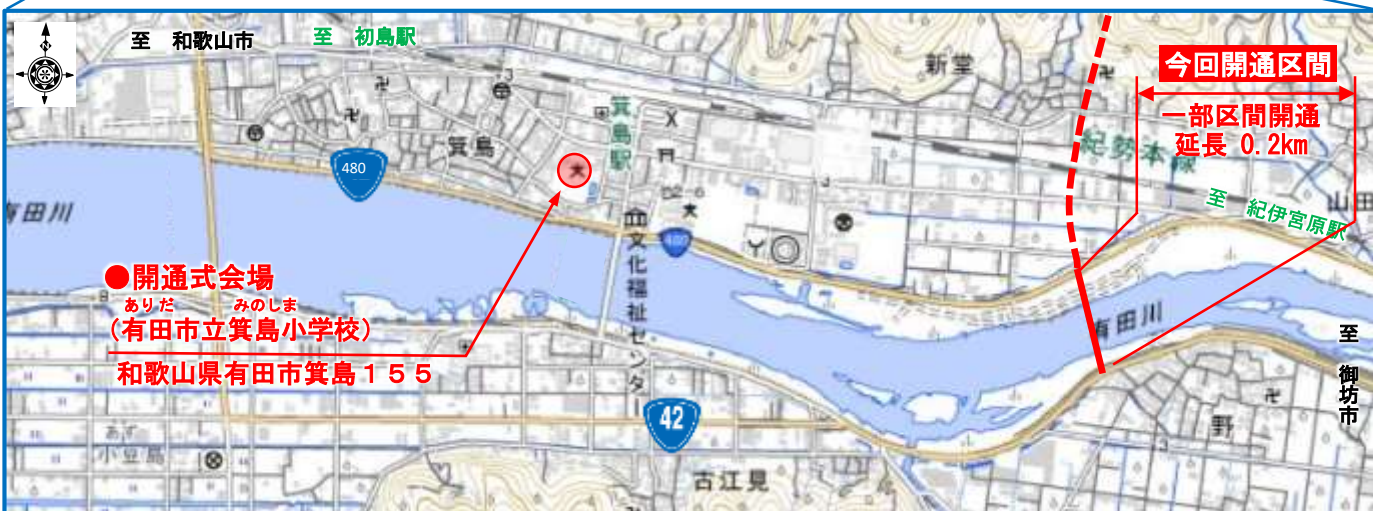 至 和歌山市
至 初島駅
新堂
今回開通区間
一部区間開通
延長 0.2km
480
箕島
箕島駅
紀勢本線
山田
至 紀伊宮原駅
有田川
文化福祉センタ
●開通式会場
ありだ みのしま
(有田市立箕島小学校)
和歌山県有田市箕島155
有田川
至 御坊市
42
野
あず
小豆島
古江見